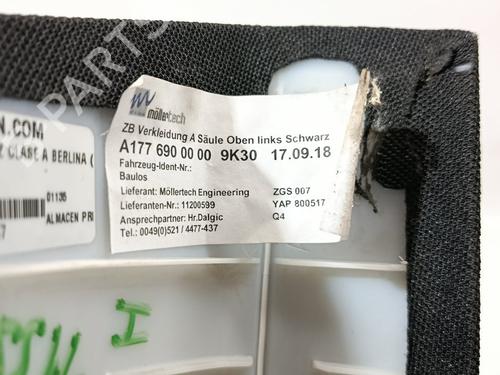 möllertech
ZB Verkleidung A Säule Oben links Schwarz
A177 690 00 00 9K30 17.09.18
Fahrzeug-Ident-Nr.:
Baulos
Lieferant: Möllertech Engineering ZGS 007
Lieferanten-Nr.: 11200599 YAP 800517
Ansprechpartner: Hr.Dalgic Q4
Tel.: 0049(0)521 / 4477-437
N.COM
Z CLASE A BERLINA (
01135
ALMACEN PRI
I